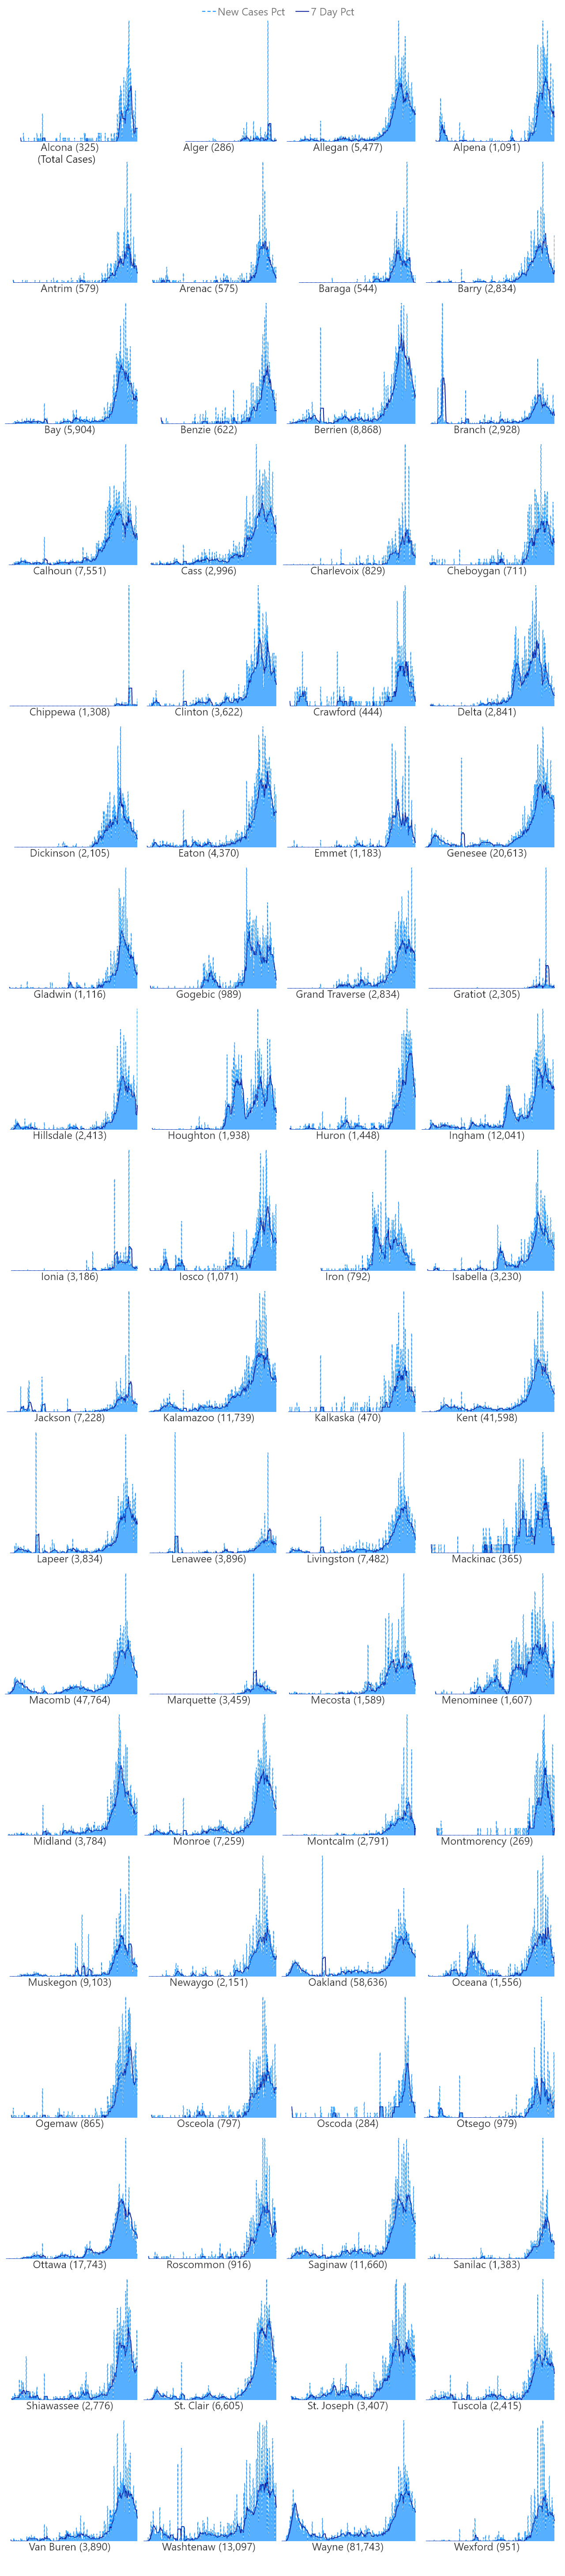 New Cases Pct 7 Day Pct
Alcona (325) Alger (286) Allegan (5,477) Alpena (1,091)
(Total Cases)
Antrim (579) Arenac (575) Baraga (544) Barry (2,834)
Bay (5,904) Benzie (622) Berrien (8,868) Branch (2,928)
Calhoun (7,551) Cass (2,996) Charlevoix (829) Cheboygan (711)
Chippewa (1,308) Clinton (3,622) Crawford (444) Delta (2,841)
Dickinson (2,105) Eaton (4,370) Emmet (1,183) Genesee (20,613)
Gladwin (1,116) Gogebic (989) Grand Traverse (2,834) Gratiot (2,305)
Hillsdale (2,413) Houghton (1,938) Huron (1,448) Ingham (12,041)
Ionia (3,186) Iosco (1,071) Iron (792) Isabella (3,230)
Jackson (7,228) Kalamazoo (11,739) Kalkaska (470) Kent (41,598)
Lapeer (3,834) Lenawee (3,896) Livingston (7,482) Mackinac (365)
Macomb (47,764) Marquette (3,459) Mecosta (1,589) Menominee (1,607)
Midland (3,784) Monroe (7,259) Montcalm (2,791) Montmorency (269)
Muskegon (9,103) Newaygo (2,151) Oakland (58,636) Oceana (1,556)
Ogemaw (865) Osceola (797) Oscoda (284) Otsego (979)
Ottawa (17,743) Roscommon (916) Saginaw (11,660) Sanilac (1,383)
Shiawassee (2,776) St. Clair (6,605) St. Joseph (3,407) Tuscola (2,415)
Van Buren (3,890) Washtenaw (13,097) Wayne (81,743) Wexford (951)